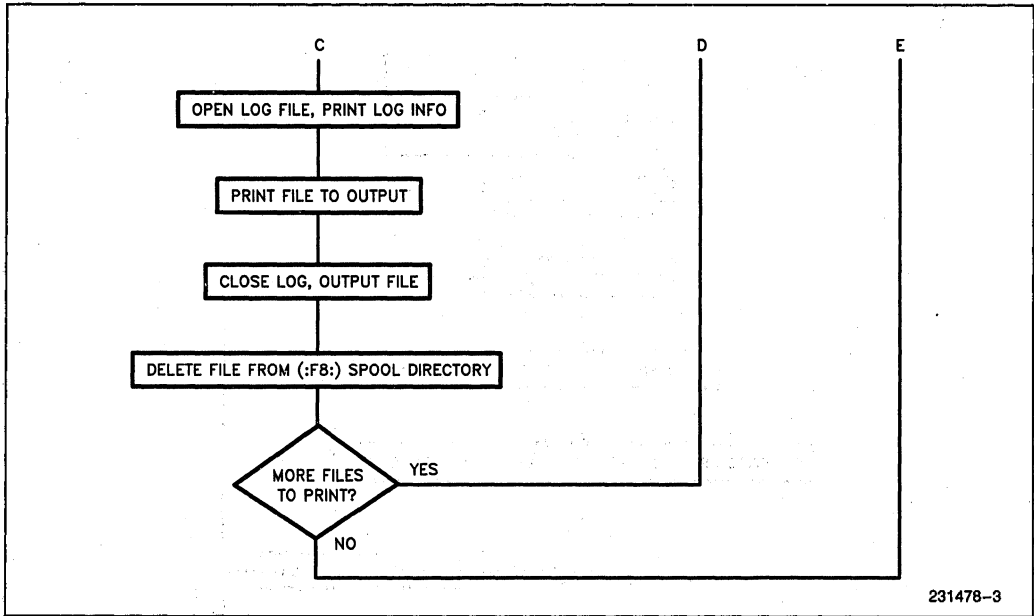 C D E
OPEN LOG FILE, PRINT LOG INFO
PRINT FILE TO OUTPUT
CLOSE LOG, OUTPUT FILE
DELETE FILE FROM (:F8:) SPOOL DIRECTORY
MORE FILES
TO PRINT?
YES
NO
231478–3